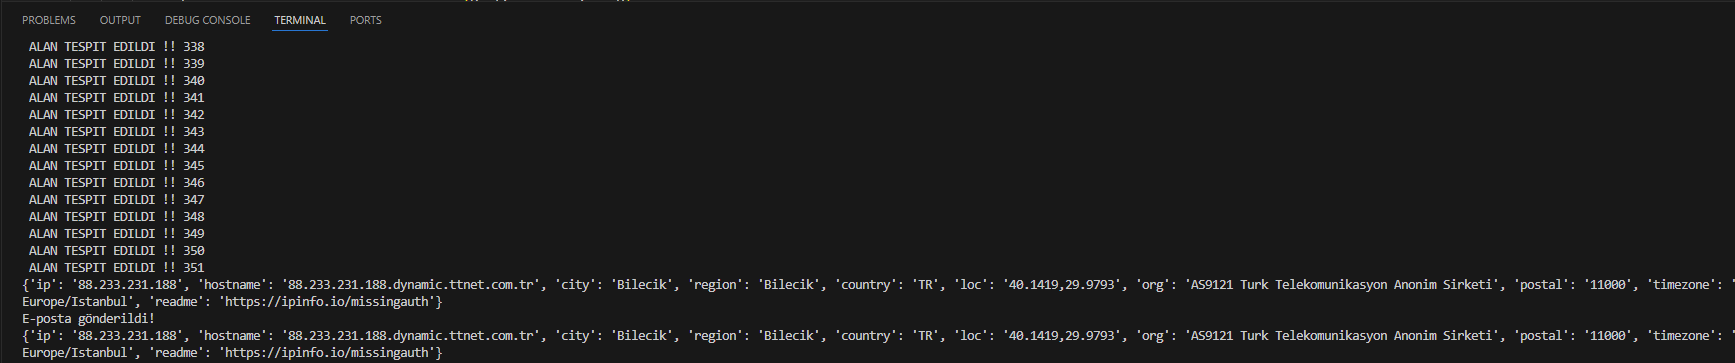 PROBLEMS OUTPUT DEBUG CONSOLE TERMINAL PORTS
ALAN TESPIT EDILDI !! 338
ALAN TESPIT EDILDI !! 339
ALAN TESPIT EDILDI !! 340
ALAN TESPIT EDILDI !! 341
ALAN TESPIT EDILDI !! 342
ALAN TESPIT EDILDI !! 343
ALAN TESPIT EDILDI !! 344
ALAN TESPIT EDILDI !! 345
ALAN TESPIT EDILDI !! 346
ALAN TESPIT EDILDI !! 347
ALAN TESPIT EDILDI !! 348
ALAN TESPIT EDILDI !! 349
ALAN TESPIT EDILDI !! 350
ALAN TESPIT EDILDI !! 351
{'ip': '88.233.231.188', 'hostname': '88.233.231.188.dynamic.ttnet.com.tr', 'city': 'Bilecik', 'region': 'Bilecik', 'country': 'TR', 'loc': '40.1419,29.9793', 'org': 'AS9121 Turk Telekomunikasyon Anonim Sirketi', 'postal': '11000', 'timezone': '
Europe/Istanbul', 'readme': 'https://ipinfo.io/missingauth'}
E-posta gönderildi!
{'ip': '88.233.231.188', 'hostname': '88.233.231.188.dynamic.ttnet.com.tr', 'city': 'Bilecik', 'region': 'Bilecik', 'country': 'TR', 'loc': '40.1419,29.9793', 'org': 'AS9121 Turk Telekomunikasyon Anonim Sirketi', 'postal': '11000', 'timezone': '
Europe/Istanbul', 'readme': 'https://ipinfo.io/missingauth'}